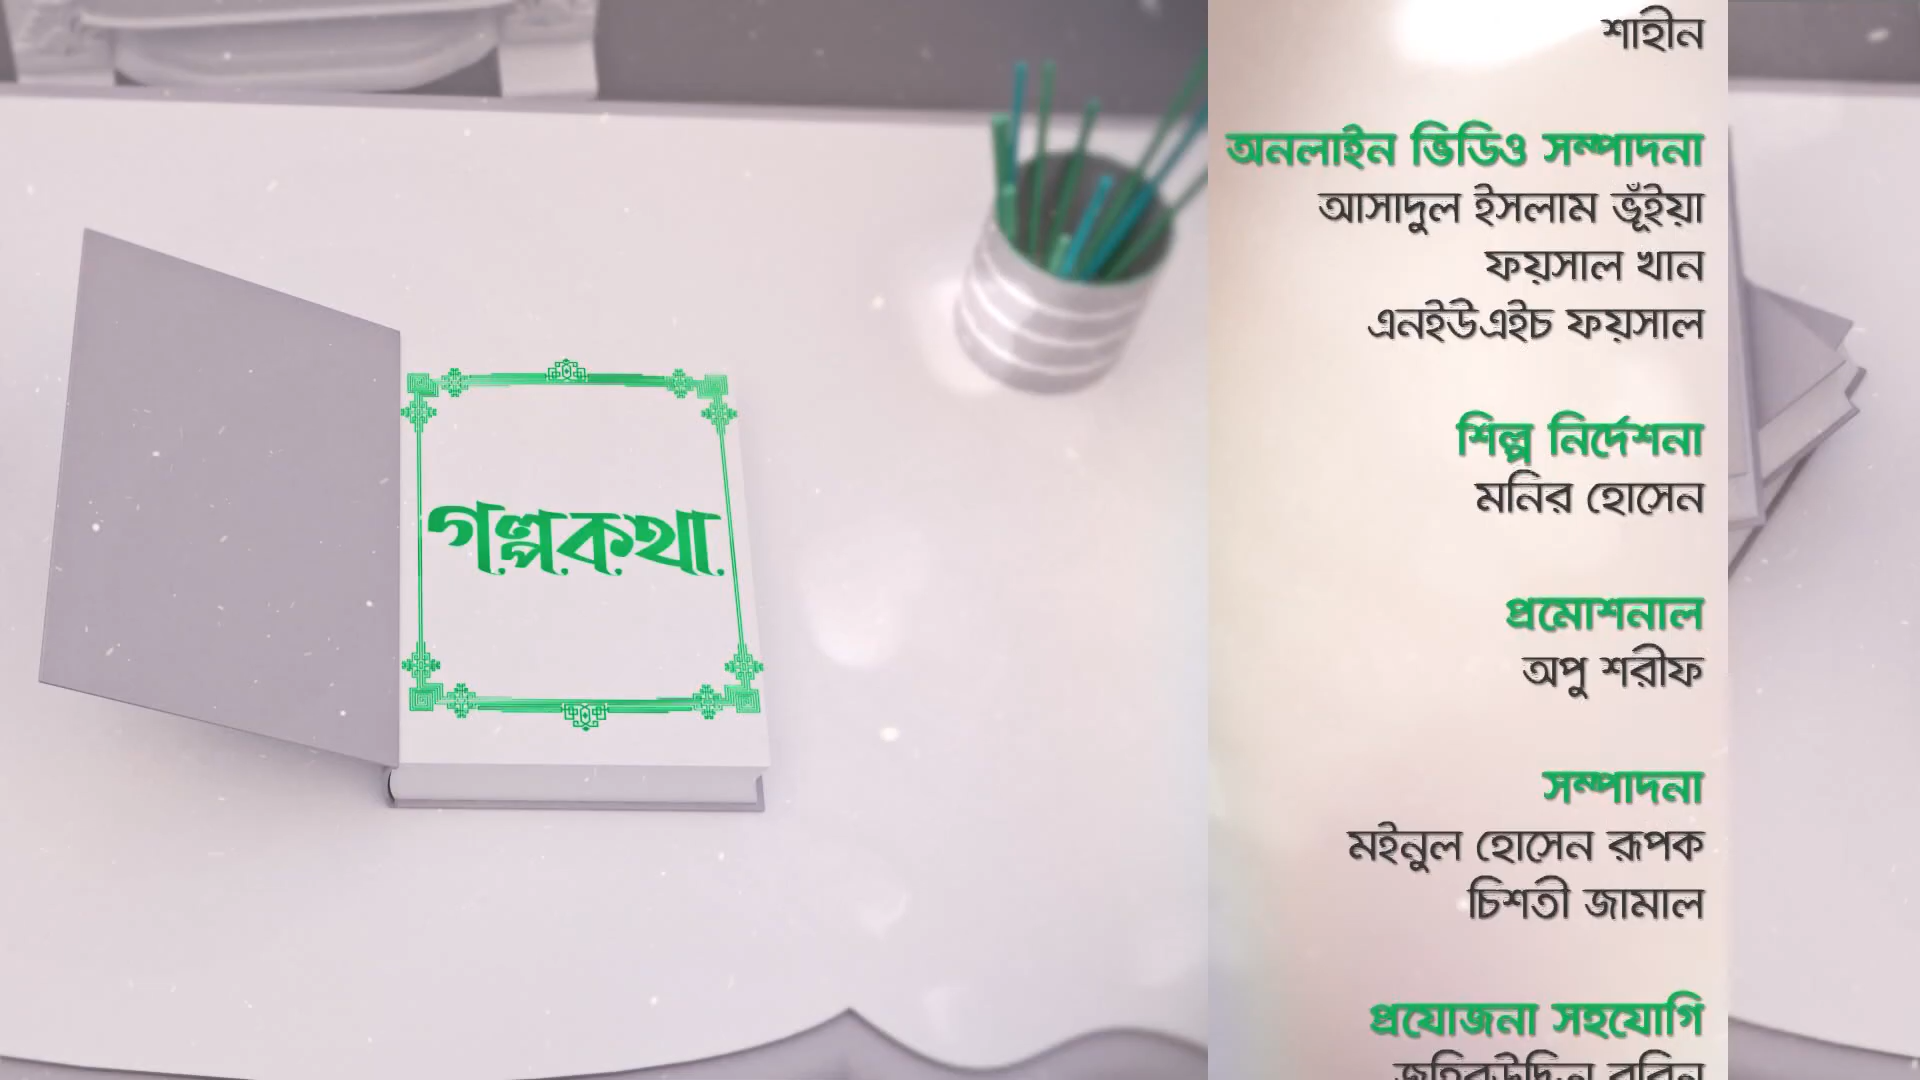 গল্পকথা
শাহীন
অনলাইন ভিডিও সম্পাদনা
আসাদুল ইসলাম ভূঁইয়া
ফয়সাল খান
এনইউএইচ ফয়সাল
শিল্প নির্দেশনা
মনির হোসেন
প্রমোশনাল
অপু শরীফ
সম্পাদনা
মইনুল হোসেন রূপক
চিশতী জামাল
প্রযোজনা সহযোগি